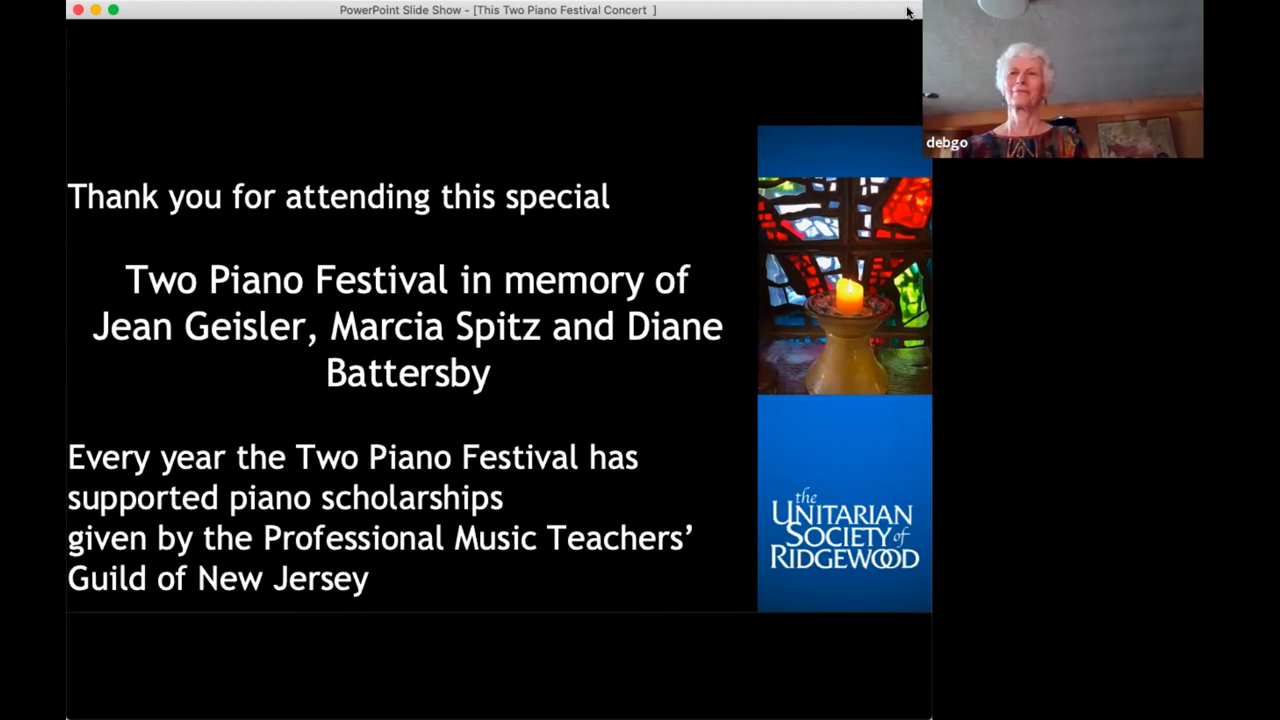 PowerPoint Slide Show - [This Two Piano Festival Concert ]
debgo
Thank you for attending this special
Two Piano Festival in memory of
Jean Geisler, Marcia Spitz and Diane
Battersby
Every year the Two Piano Festival has
supported piano scholarships
given by the Professional Music Teachers’
Guild of New Jersey
the
UNITARIAN
SOCIETY of
RIDGEWOOD